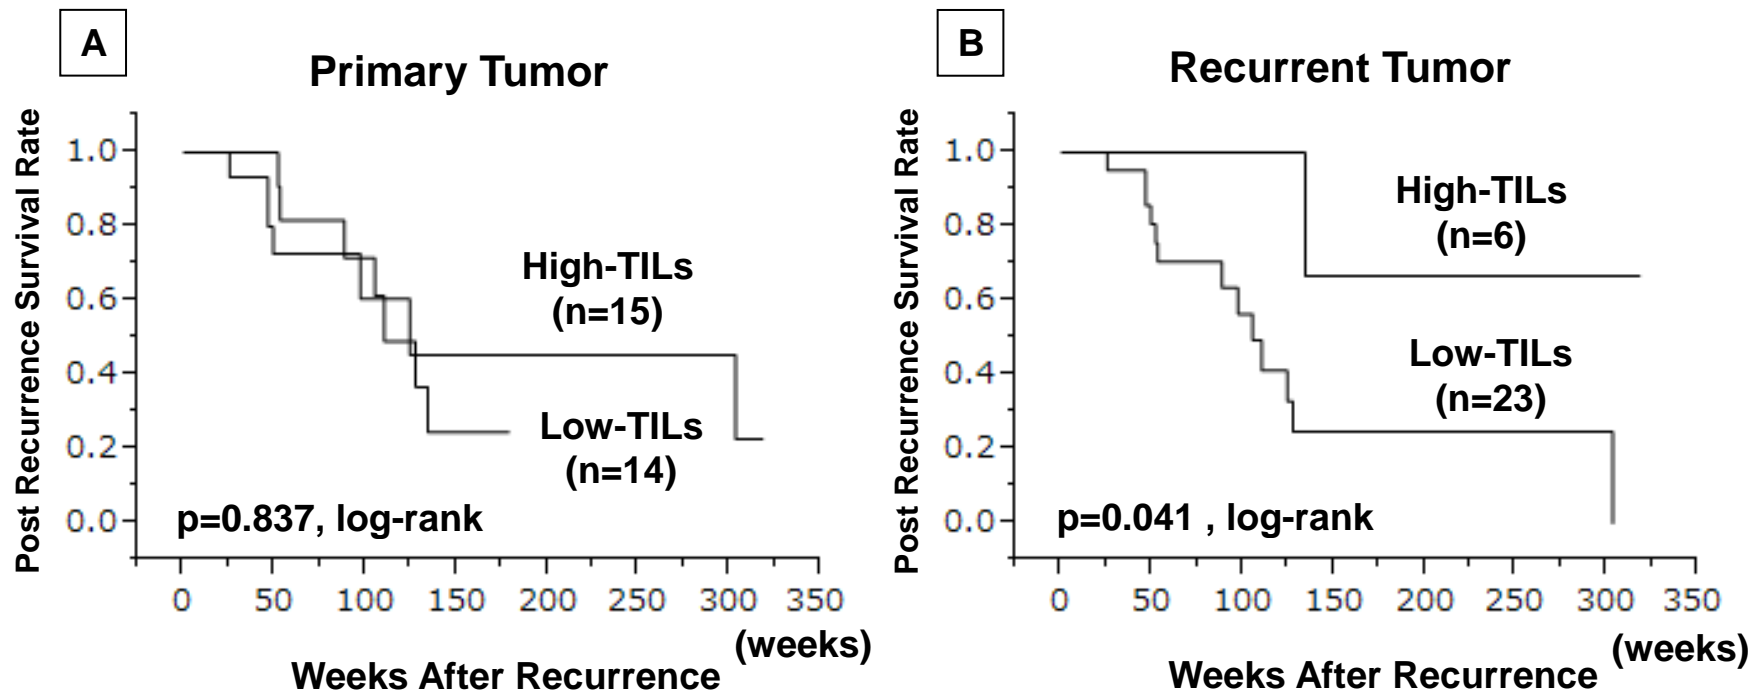 A
Primary Tumor
Post Recurrence Survival Rate
1.0
0.8
0.6
0.4
0.2
0.0
High-TILs
(n=15)
Low-TILs
(n=14)
p=0.837, log-rank
0 50 100 150 200 250 300 350
(weeks)
Weeks After Recurrence
B
Recurrent Tumor
Post Recurrence Survival Rate
1.0
0.8
0.6
0.4
0.2
0.0
High-TILs
(n=6)
Low-TILs
(n=23)
p=0.041 , log-rank
0 50 100 150 200 250 300 350
(weeks)
Weeks After Recurrence